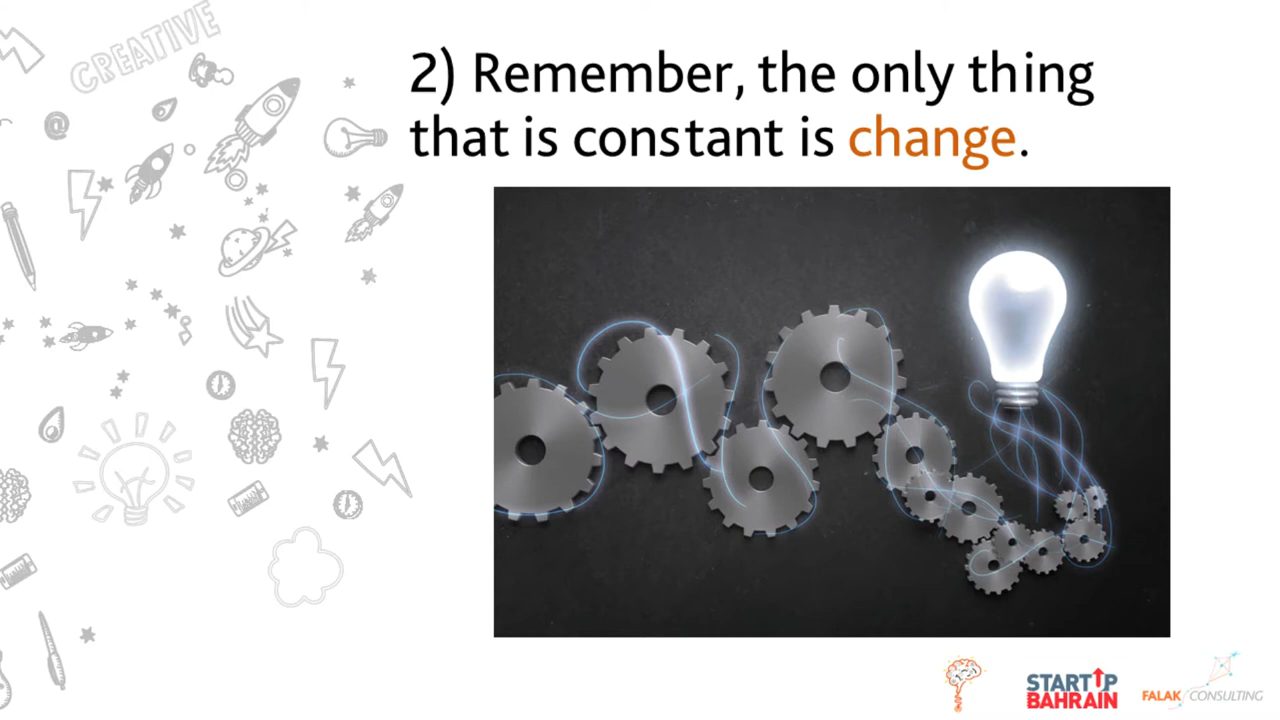 CREATIVE
2) Remember, the only thing
that is constant is change.
@
START↑P
BAHRAIN
FALAK CONSULTING